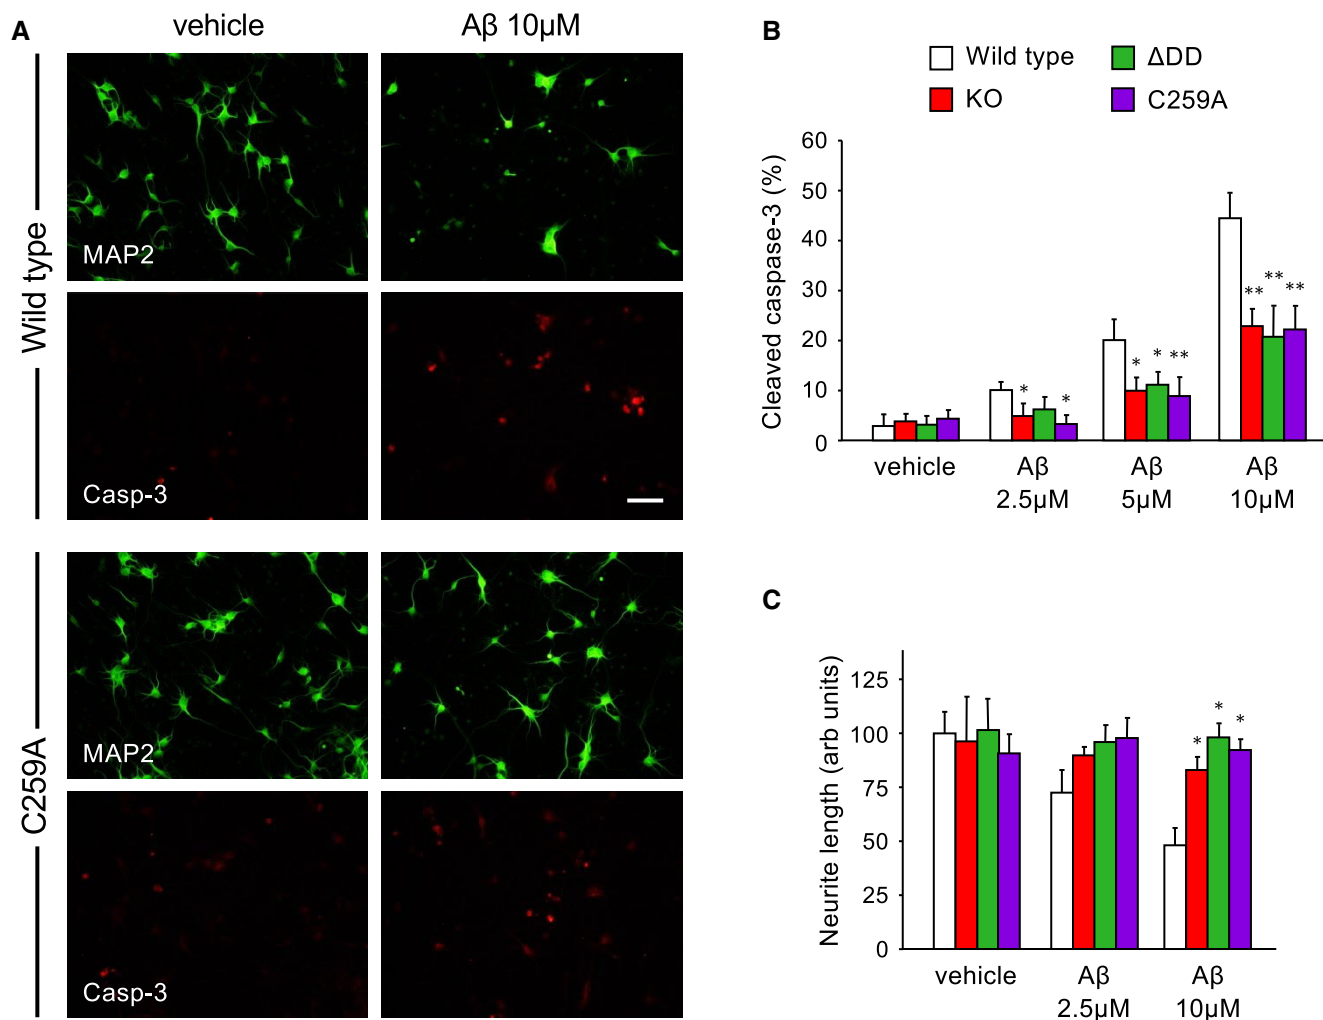 A
vehicle
Aβ 10μM
Wild type
MAP2
Casp-3
C259A
MAP2
Casp-3
B
Wild type
ΔDD
KO
C259A
Cleaved caspase-3 (%)
60
50
40
30
20
10
0
**
**
**
*
*
**
*
*
vehicle
Aβ
2.5μM
Aβ
5μM
Aβ
10μM
C
Neurite length (arb units)
125
100
75
50
25
0
*
*
*
vehicle
Aβ
2.5μM
Aβ
10μM